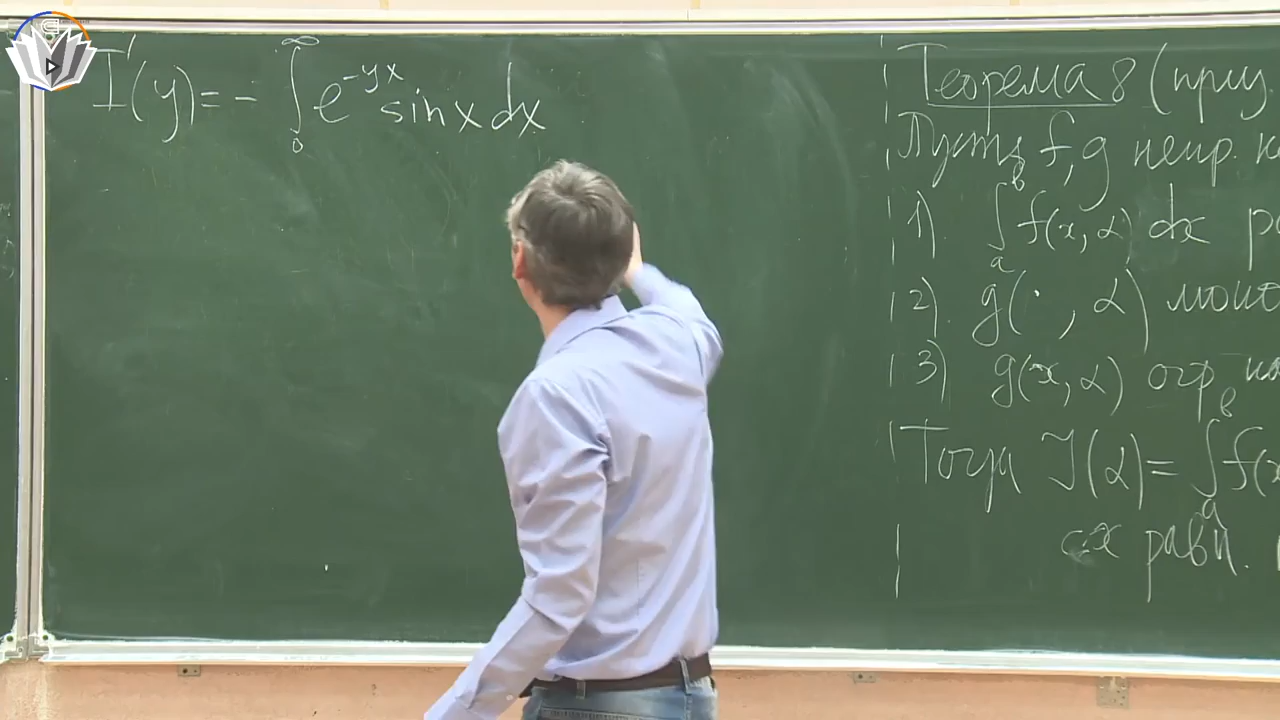 I'(y) = - ∫₀^∞ e^{-yx} sin x dx
Теорема 8 (приз.
Пусть f, g непр. к
1) ∫ₐᵇ f(x, α) dx р
2) g(·, α) моно
3) g(x, α) огр
Тогда J(α) = ∫ₐᵇ f(x
сх равн.